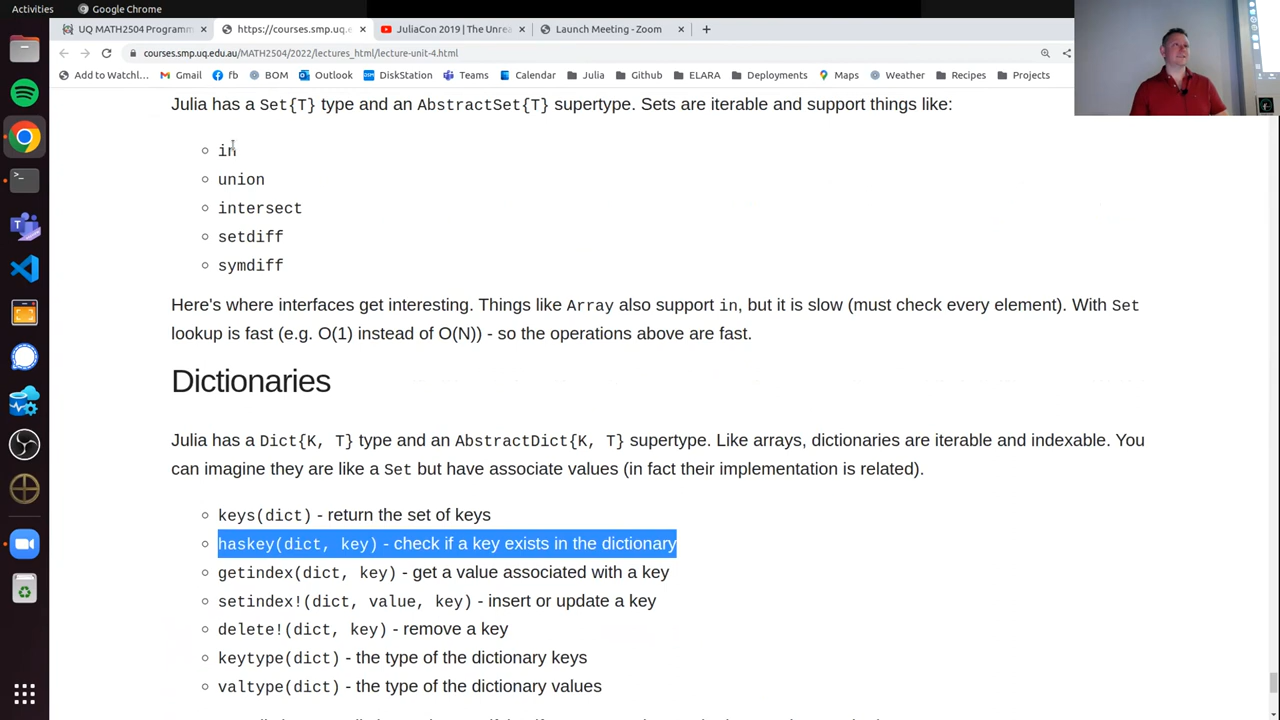 Activities
Google Chrome
UQ MATH2504 Programm
https://courses.smp.uq.e
JuliaCon 2019 | The Unrea
Launch Meeting - Zoom
courses.smp.uq.edu.au/MATH2504/2022/lectures_html/lecture-unit-4.html
Add to Watchl… Gmail fb BOM Outlook DiskStation Teams Calendar Julia Github ELARA Deployments Maps Weather Recipes Projects
Julia has a Set{T} type and an AbstractSet{T} supertype. Sets are iterable and support things like:
in
union
intersect
setdiff
symdiff
Here's where interfaces get interesting. Things like Array also support in, but it is slow (must check every element). With Set
lookup is fast (e.g. O(1) instead of O(N)) - so the operations above are fast.
Dictionaries
Julia has a Dict{K, T} type and an AbstractDict{K, T} supertype. Like arrays, dictionaries are iterable and indexable. You
can imagine they are like a Set but have associate values (in fact their implementation is related).
keys(dict) - return the set of keys
haskey(dict, key) - check if a key exists in the dictionary
getindex(dict, key) - get a value associated with a key
setindex!(dict, value, key) - insert or update a key
delete!(dict, key) - remove a key
keytype(dict) - the type of the dictionary keys
valtype(dict) - the type of the dictionary values